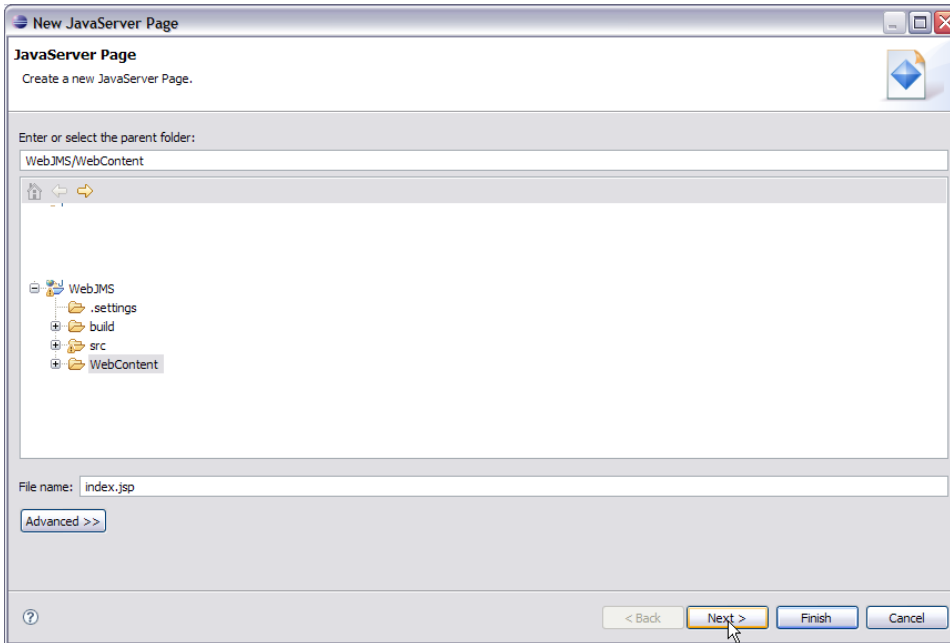 New JavaServer Page
JavaServer Page
Create a new JavaServer Page.
Enter or select the parent folder:
WebJMS/WebContent
WebJMS
.settings
build
src
WebContent
File name: index.jsp
Advanced >>
< Back Next > Finish Cancel